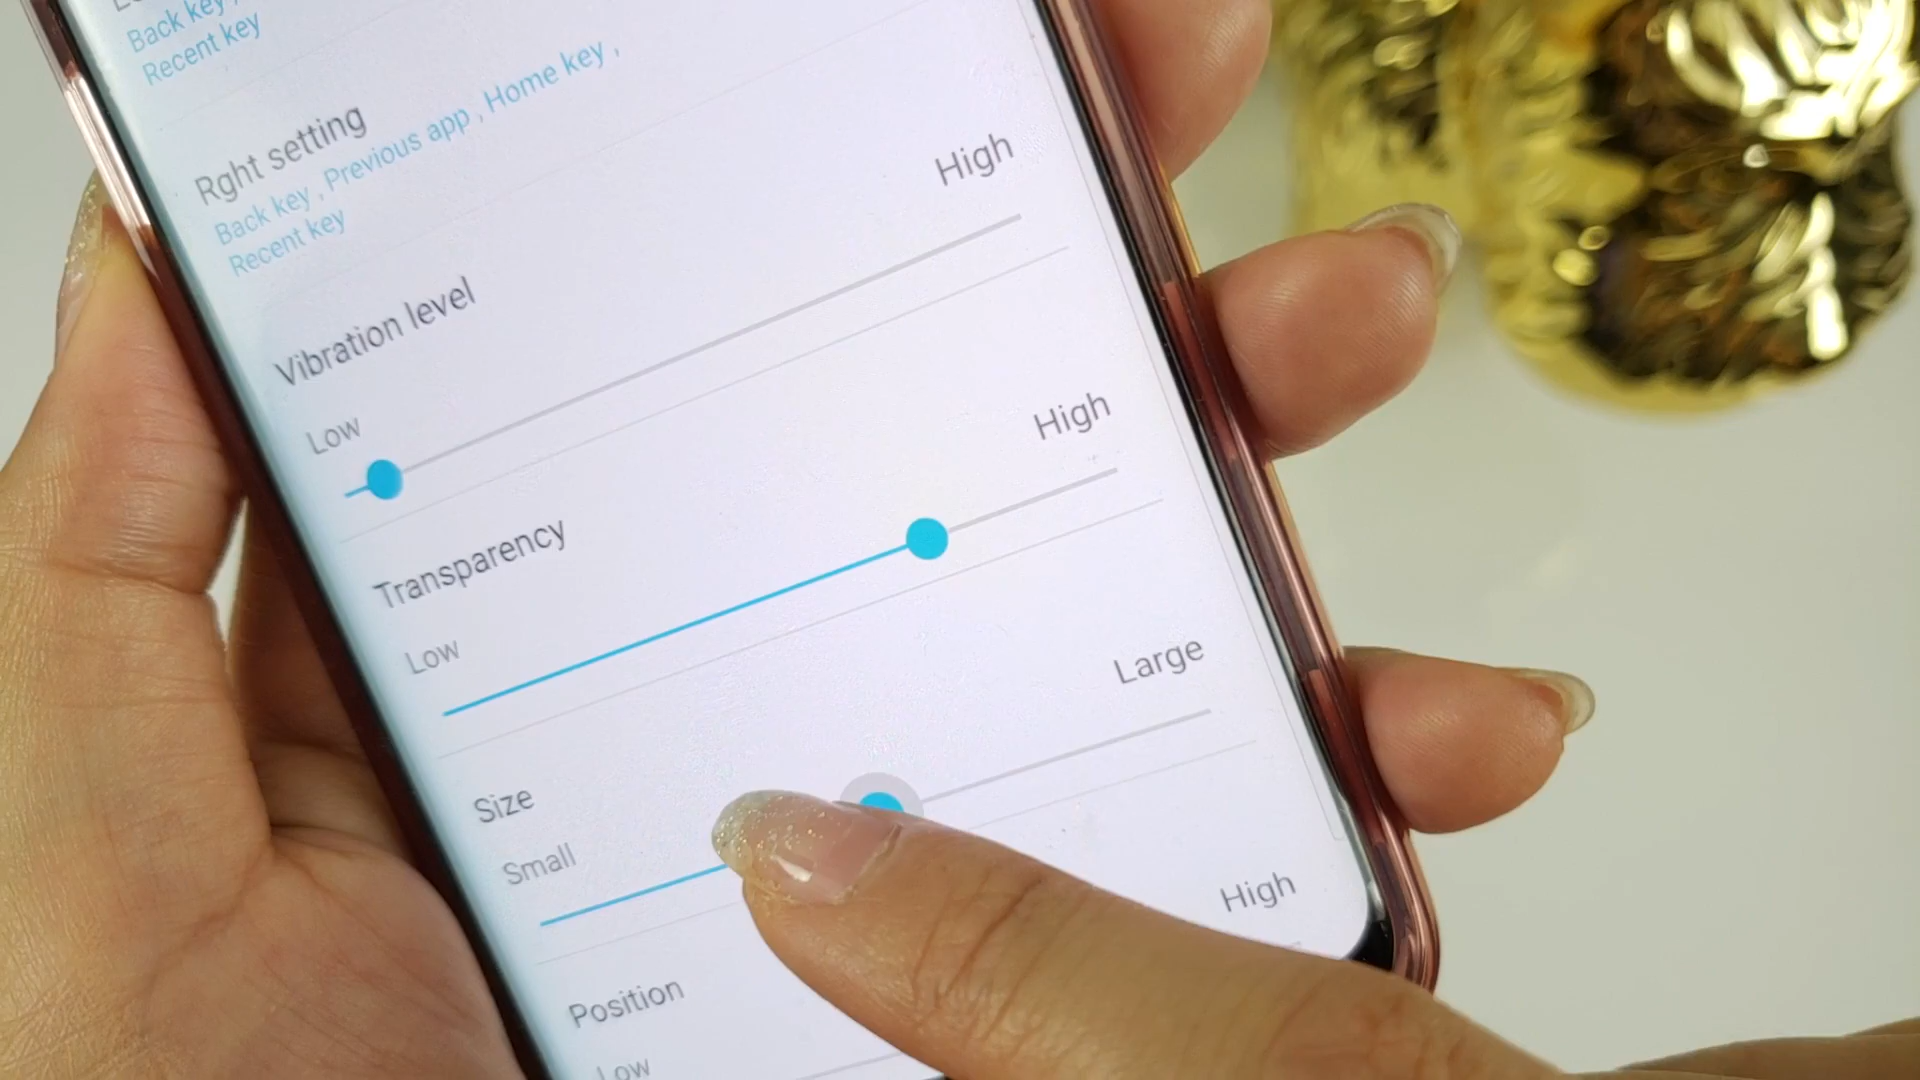 Back key ,
Recent key
Rght setting
Back key , Previous app , Home key ,
Recent key
Vibration level
Low
High
Transparency
Low
High
Size
Small
Large
Position
Low
High